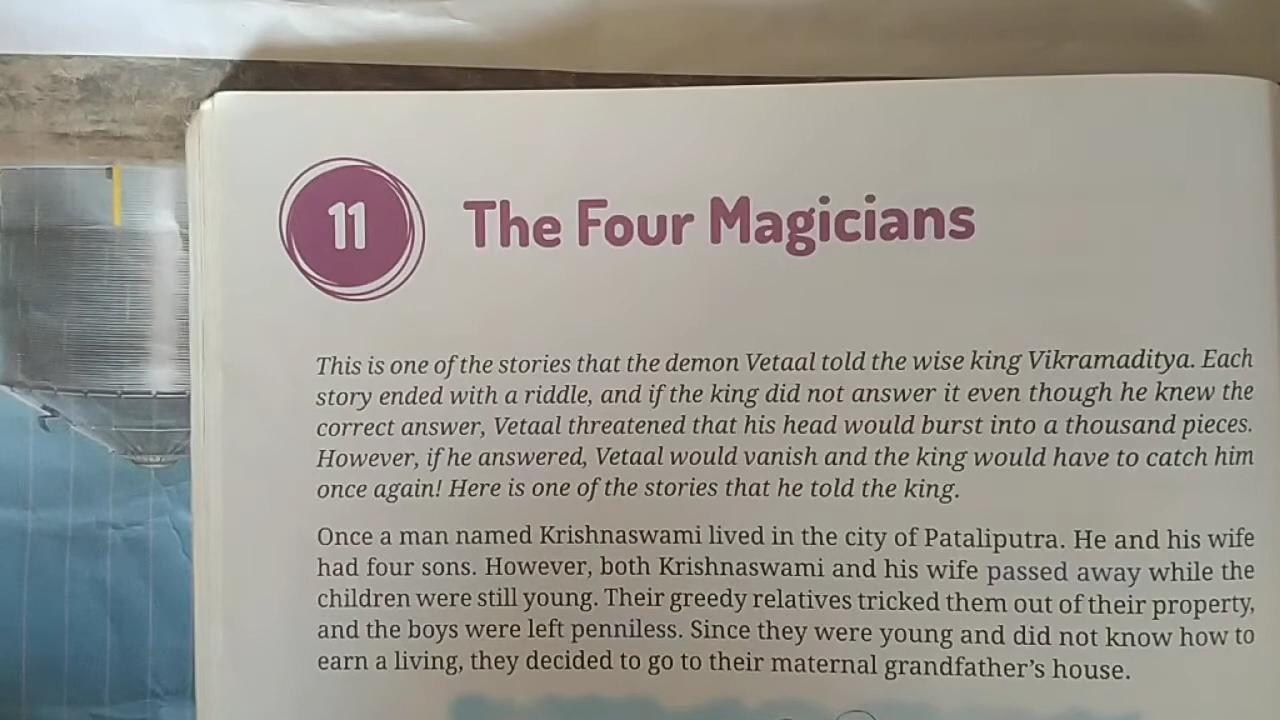 11
The Four Magicians
This is one of the stories that the demon Vetaal told the wise king Vikramaditya. Each
story ended with a riddle, and if the king did not answer it even though he knew the
correct answer, Vetaal threatened that his head would burst into a thousand pieces.
However, if he answered, Vetaal would vanish and the king would have to catch him
once again! Here is one of the stories that he told the king.
Once a man named Krishnaswami lived in the city of Pataliputra. He and his wife
had four sons. However, both Krishnaswami and his wife passed away while the
children were still young. Their greedy relatives tricked them out of their property,
and the boys were left penniless. Since they were young and did not know how to
earn a living, they decided to go to their maternal grandfather's house.